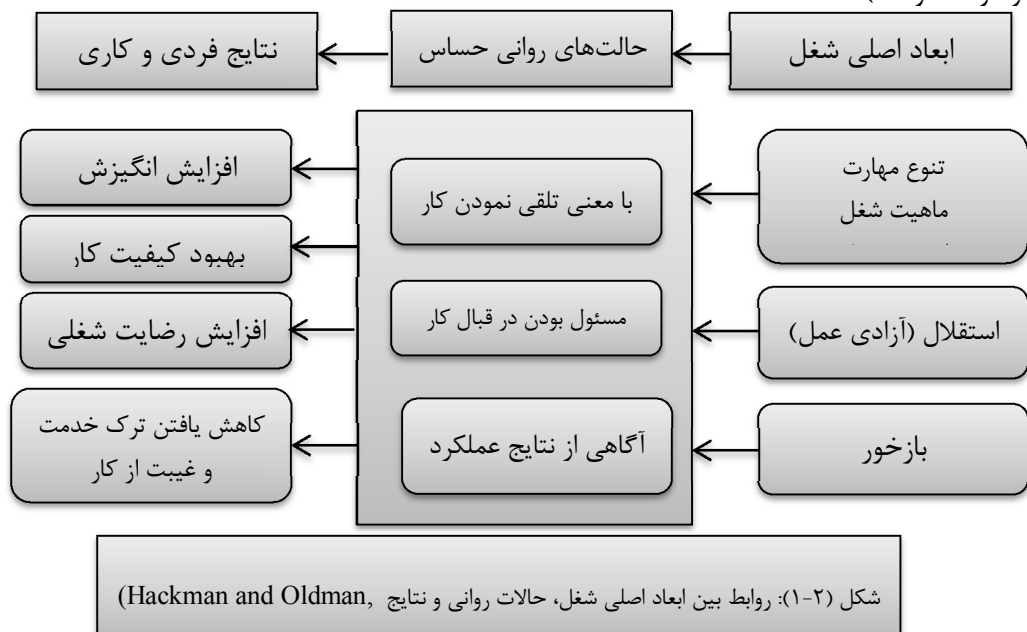 ابعاد اصلی شغل
حالت‌های روانی حساس
نتایج فردی و کاری
تنوع مهارت
ماهیت شغل
استقلال (آزادی عمل)
بازخور
با معنی تلقی نمودن کار
مسئول بودن در قبال کار
آگاهی از نتایج عملکرد
افزایش انگیزش
بهبود کیفیت کار
افزایش رضایت شغلی
کاهش یافتن ترک خدمت
و غیبت از کار
شکل (۲-۱): روابط بین ابعاد اصلی شغل، حالات روانی و نتایج (Hackman and Oldman,